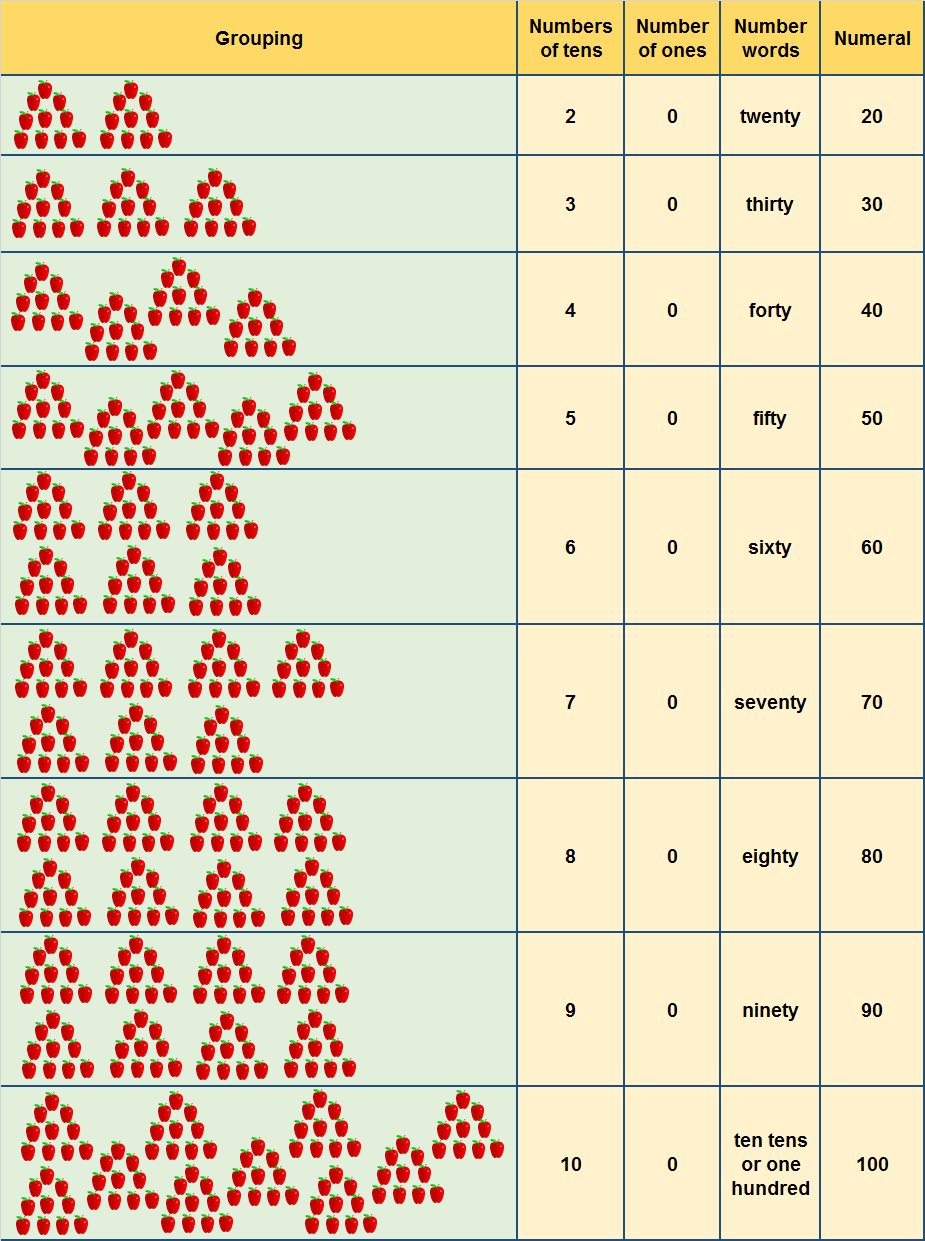 Grouping
Numbers
of tens
Number
of ones
Number
words
Numeral
2
0
twenty
20
3
0
thirty
30
4
0
forty
40
5
0
fifty
50
6
0
sixty
60
7
0
seventy
70
8
0
eighty
80
9
0
ninety
90
10
0
ten tens
or one
hundred
100